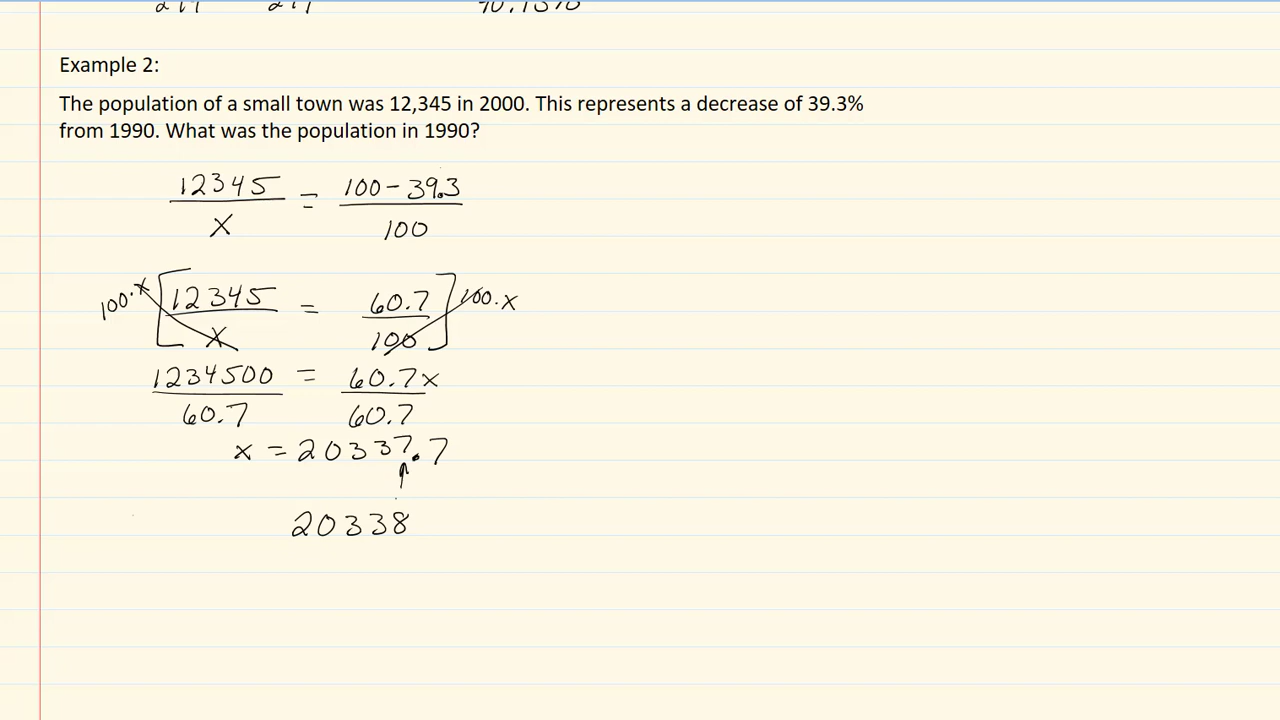 Example 2:
The population of a small town was 12,345 in 2000. This represents a decrease of 39.3%
from 1990. What was the population in 1990?
12345 / x = 100 - 39.3 / 100
100·x [ 12345 / x = 60.7 / 100 ] 100·x
1234500 / 60.7 = 60.7x / 60.7
x = 20337.7
20338